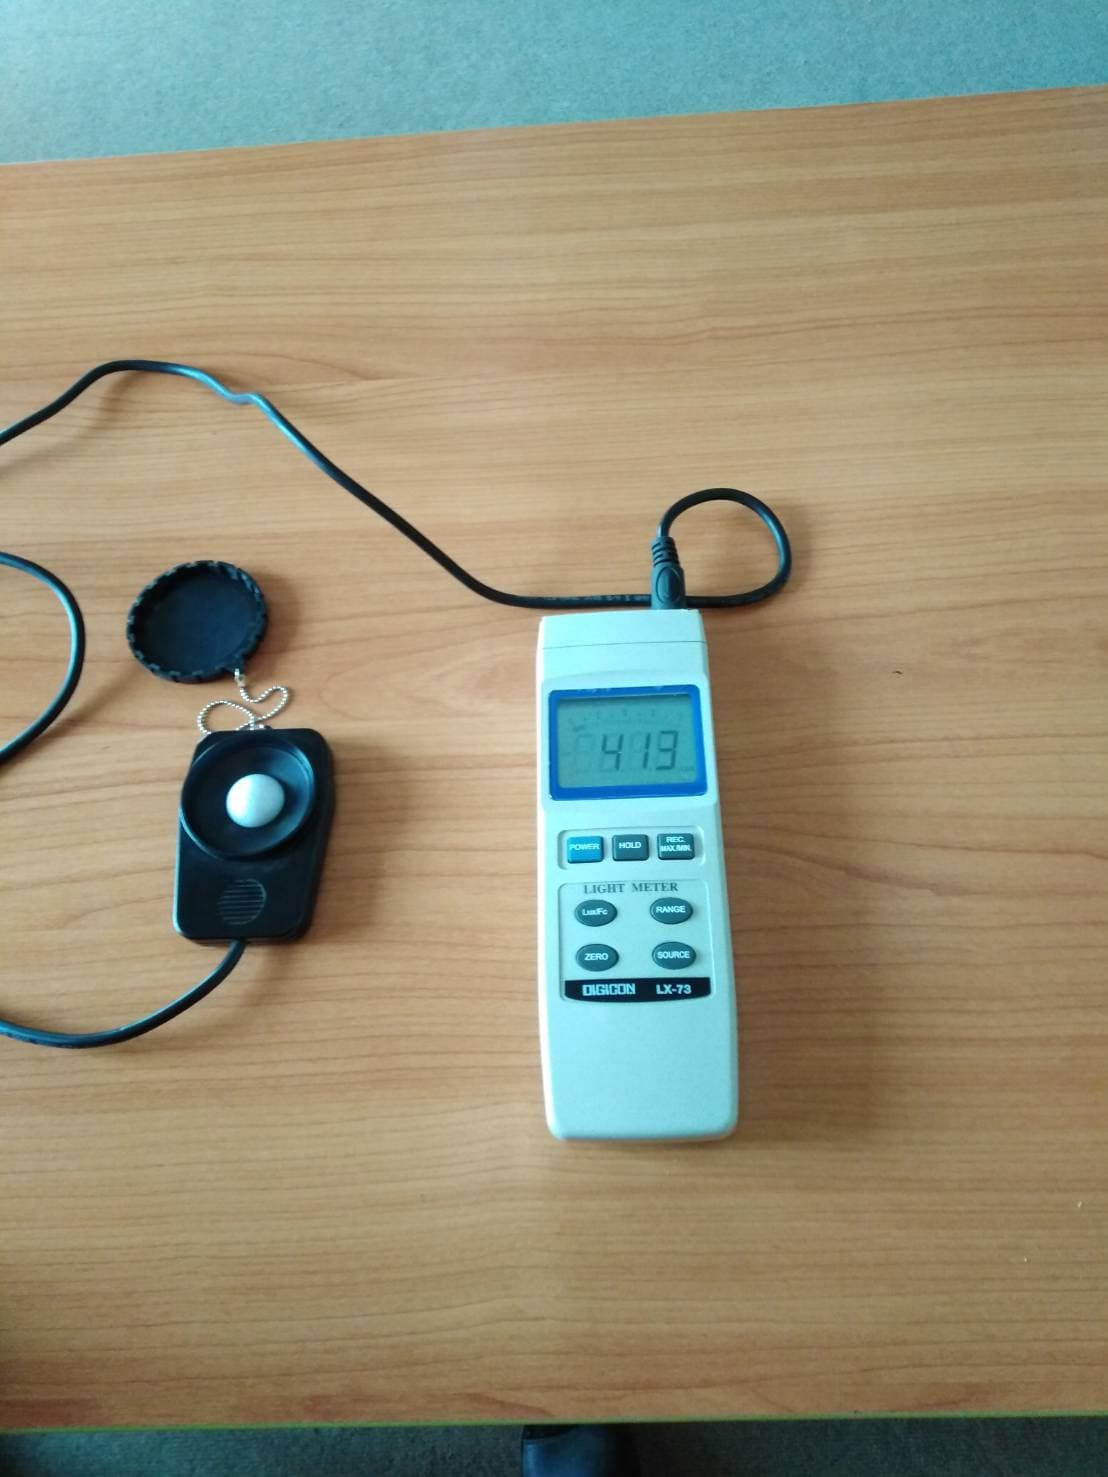 419
POWER HOLD REC.
MAX./MIN.
LIGHT METER
Lux/Fc RANGE
ZERO SOURCE
DIGICON LX-73